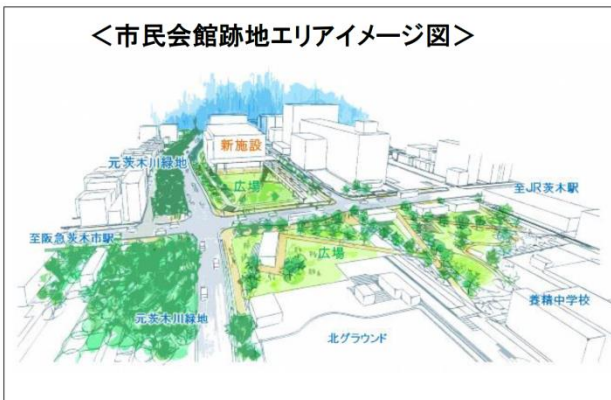 ＜市民会館跡地エリアイメージ図＞
新施設
元茨木川緑地
広場
至JR茨木駅
至阪急茨木市駅
広場
元茨木川緑地
養精中学校
北グラウンド